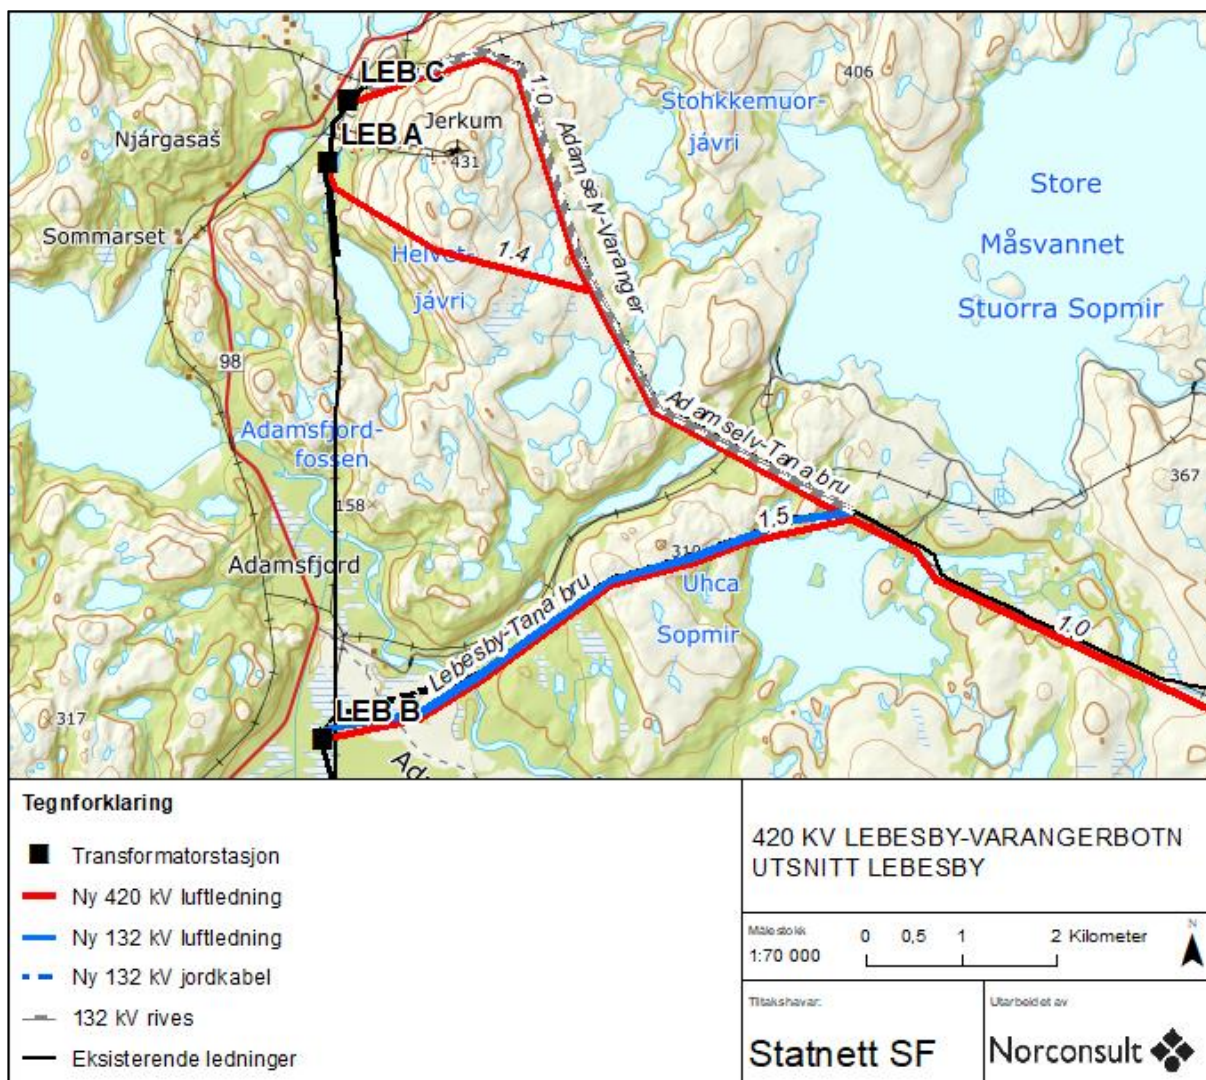 LEB C
406
Stohkkemuor-
jávri
LEB A
Jerkum
431
Njárgasaš
1.0
Adamselv-Varanger
Store
Måsvannet
Stuorra Sopmir
Sommarset
Helvet-
jávri
1.4
98
Adamselv-Tana bru
Adamsfjord-
fossen
158
367
1.5
310
Adamsfjord
Uhca
Sopmir
Lebesby-Tana bru
1.0
317
LEB B
Tegnforklaring
Transformatorstasjon
Ny 420 kV luftledning
Ny 132 kV luftledning
Ny 132 kV jordkabel
132 kV rives
Eksisterende ledninger
420 KV LEBESBY-VARANGERBOTN
UTSNITT LEBESBY
Målestokk
1:70 000
0 0,5 1 2 Kilometer
N
Tiltakshavar:
Statnett SF
Utarbeidet av
Norconsult